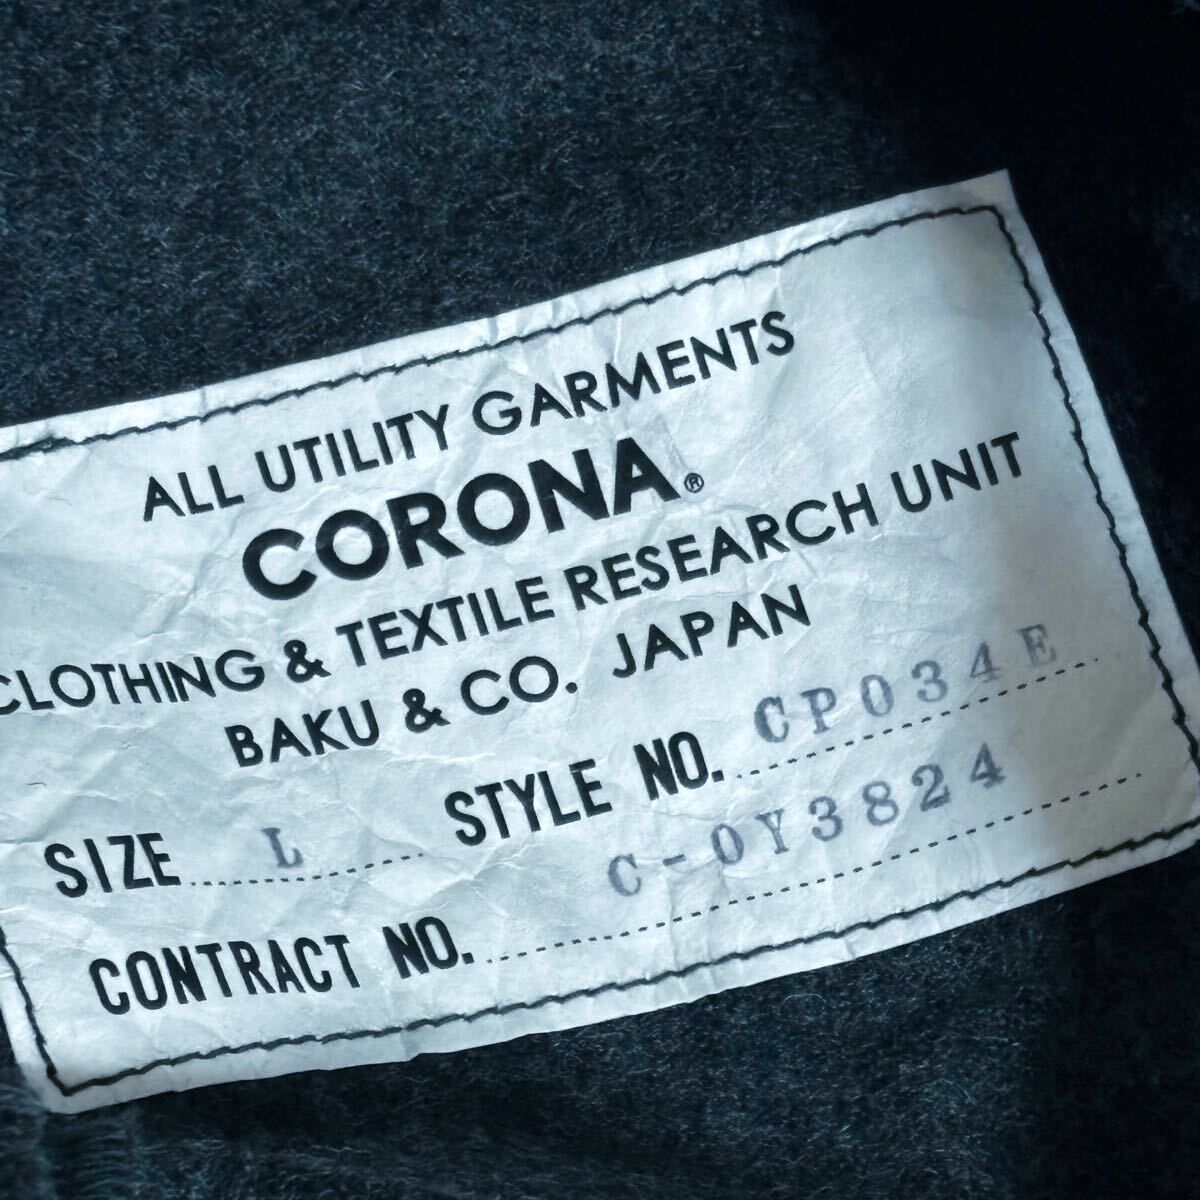 ALL UTILITY GARMENTS
CORONA®
CLOTHING & TEXTILE RESEARCH UNIT
BAKU & CO. JAPAN
SIZE L STYLE NO. CP034E
CONTRACT NO. C-0Y3824